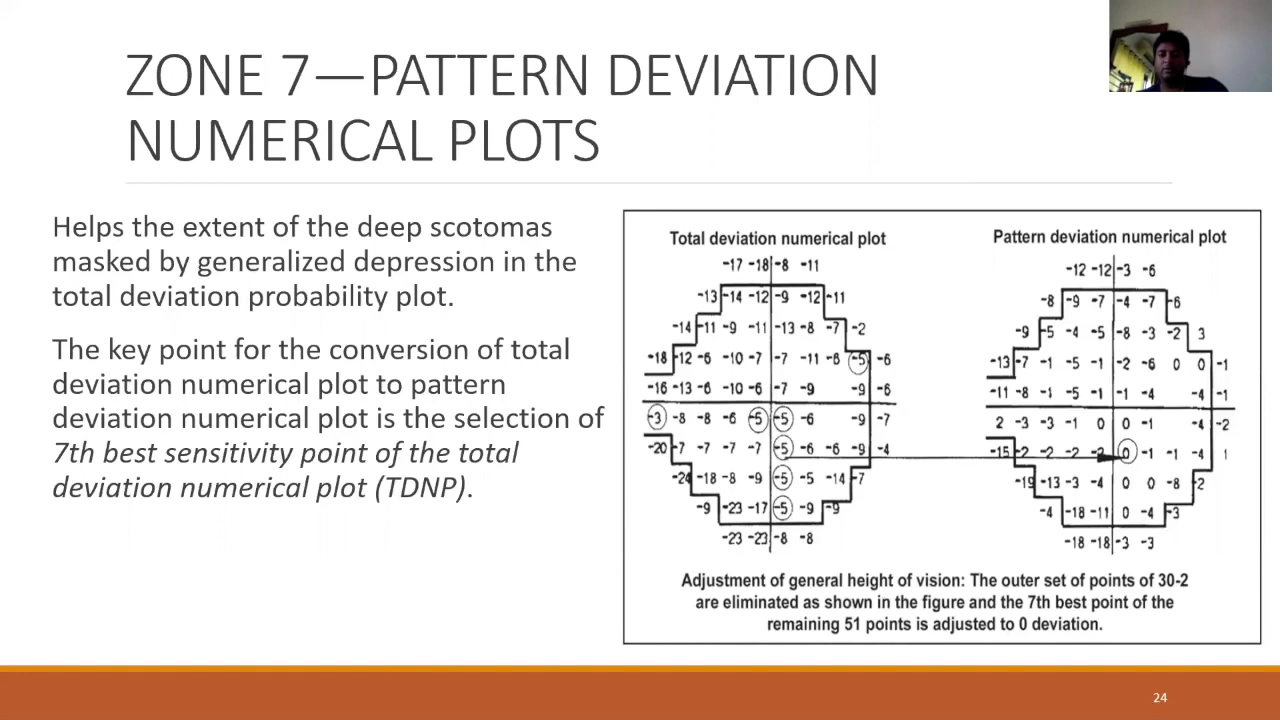 ZONE 7—PATTERN DEVIATION
NUMERICAL PLOTS
Helps the extent of the deep scotomas
masked by generalized depression in the
total deviation probability plot.
The key point for the conversion of total
deviation numerical plot to pattern
deviation numerical plot is the selection of
7th best sensitivity point of the total
deviation numerical plot (TDNP).
Total deviation numerical plot
-17 -18 -8 -11
-13 -14 -12 -9 -12 -11
-14 -11 -9 -11 -13 -8 -7 -2
-18 -12 -6 -10 -7 -7 -11 -6 -5 -6
-16 -13 -6 -10 -6 -7 -9 -9 -6
-3 -8 -8 -6 -5 -5 -6 -9 -7
-20 -7 -7 -7 -7 -5 -6 -6 -9 -4
-24 -18 -8 -9 -5 -5 -14 -7
-9 -23 -17 -5 -9 -9
-23 -23 -8 -8
Pattern deviation numerical plot
-12 -12 -3 -6
-8 -9 -7 -4 -7 -6
-9 -5 -4 -5 -8 -3 -2 3
-13 -7 -1 -5 -1 -2 -6 0 0 -1
-11 -8 -1 -5 -1 -1 -4 -4 -1
2 -3 -3 -1 0 0 -1 -4 -2
-15 -2 -2 -2 -2 0 -1 -1 -4 1
-19 -13 -3 -4 0 0 -8 -2
-4 -18 -11 0 -4 -3
-18 -18 -3 -3
Adjustment of general height of vision: The outer set of points of 30-2
are eliminated as shown in the figure and the 7th best point of the
remaining 51 points is adjusted to 0 deviation.
24